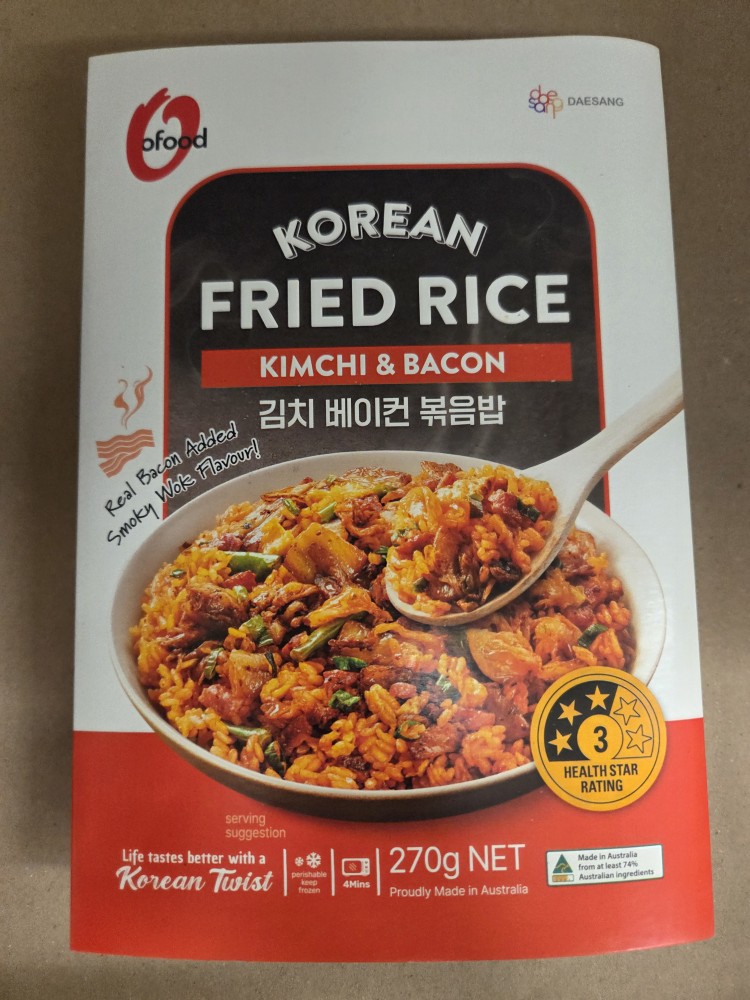 ofood
daesang DAESANG
KOREAN
FRIED RICE
KIMCHI & BACON
김치 베이컨 볶음밥
Real Bacon Added
Smoky Wok Flavour!
3
HEALTH STAR
RATING
serving
suggestion
Life tastes better with a
Korean Twist
perishable
keep
frozen
4Mins
270g NET
Proudly Made in Australia
Made in Australia
from at least 74%
Australian ingredients